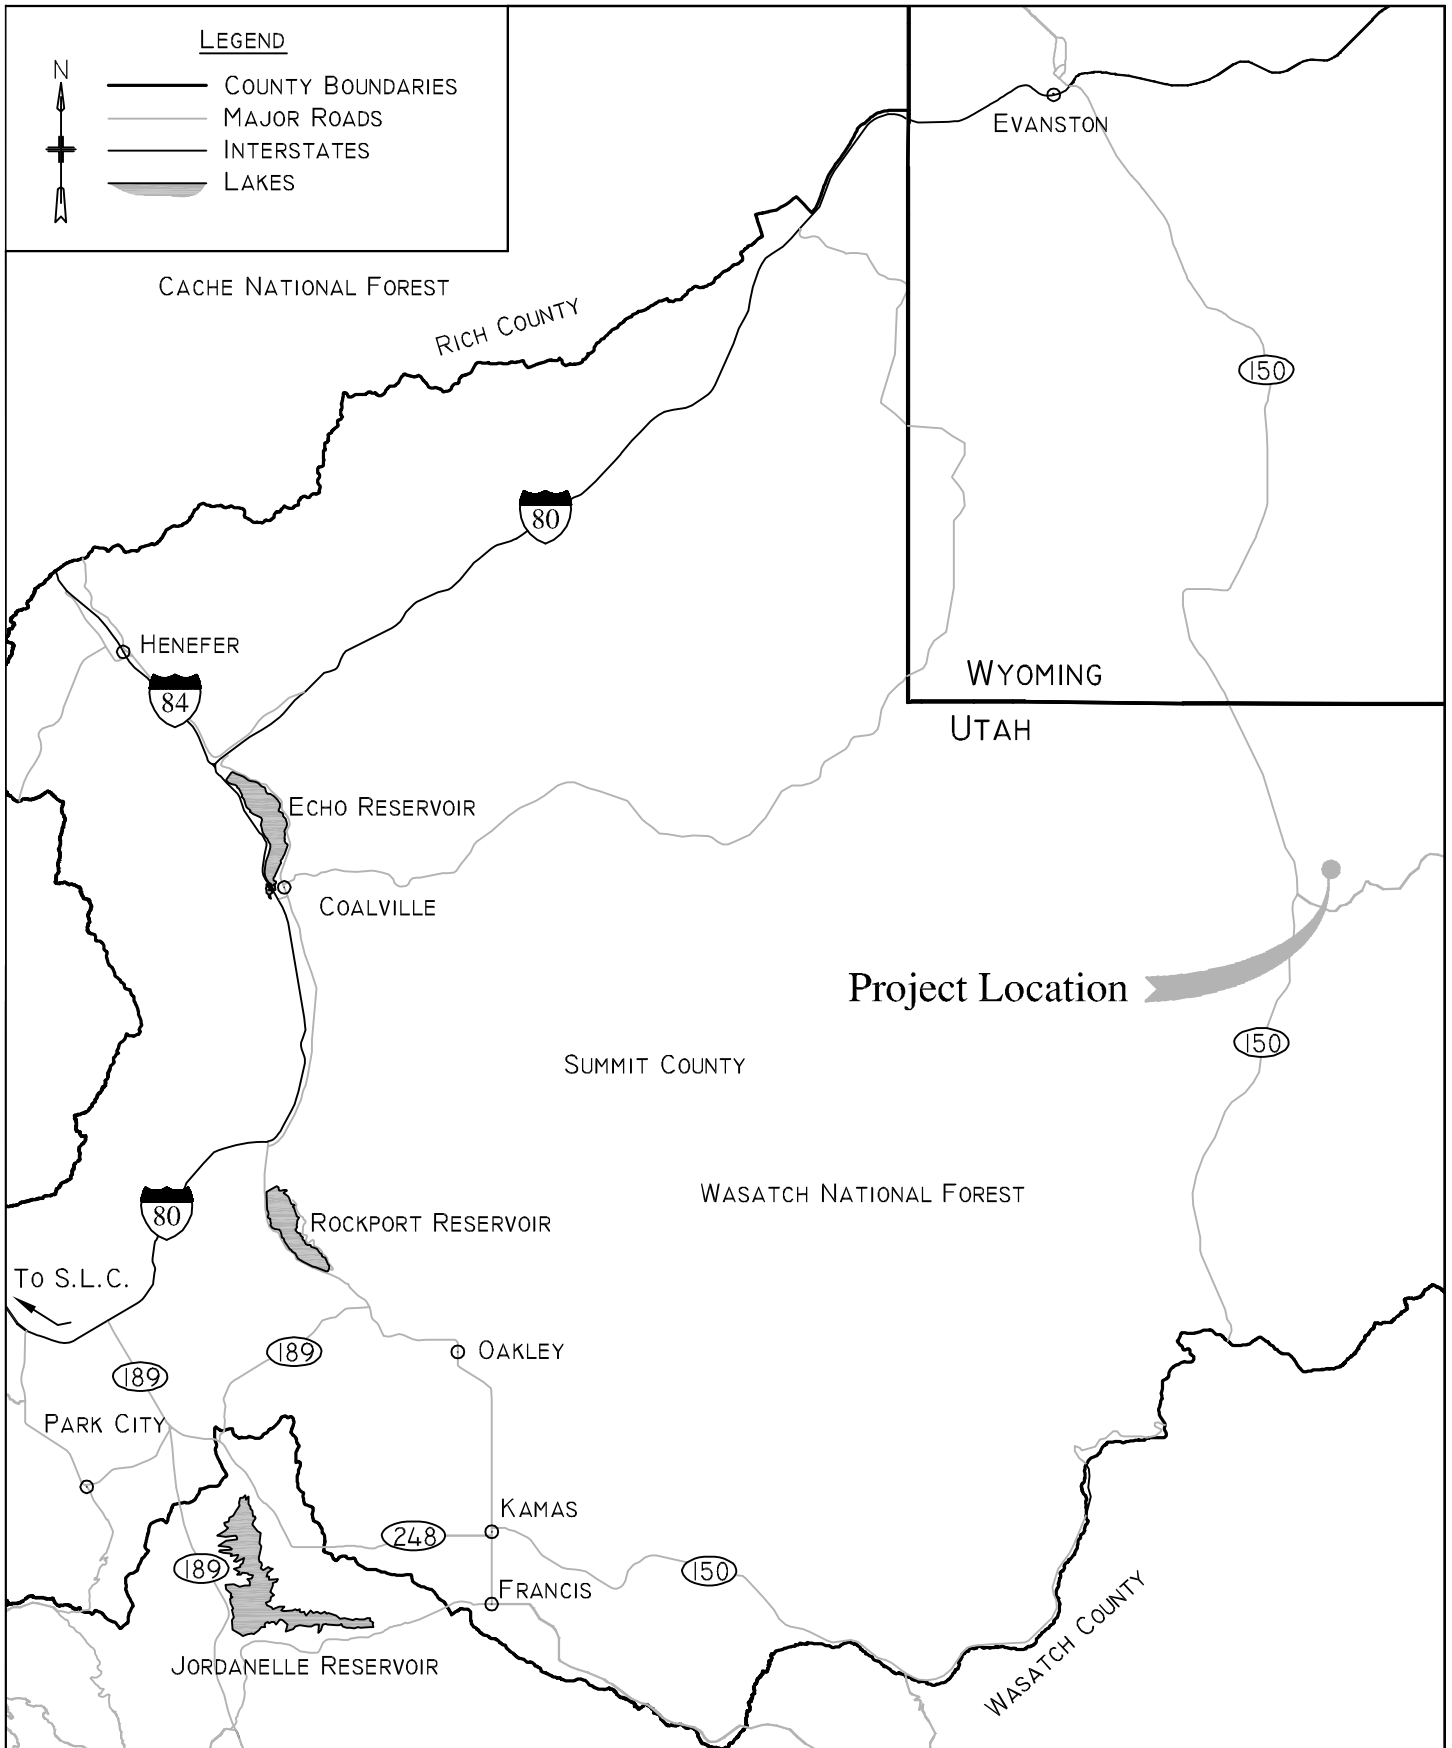 LEGEND
N
COUNTY BOUNDARIES
MAJOR ROADS
INTERSTATES
LAKES
EVANSTON
CACHE NATIONAL FOREST
RICH COUNTY
150
80
HENEFER
84
WYOMING
UTAH
ECHO RESERVOIR
COALVILLE
Project Location
150
SUMMIT COUNTY
WASATCH NATIONAL FOREST
80
ROCKPORT RESERVOIR
TO S.L.C.
189
OAKLEY
189
PARK CITY
KAMAS
248
189
150
FRANCIS
WASATCH COUNTY
JORDANELLE RESERVOIR